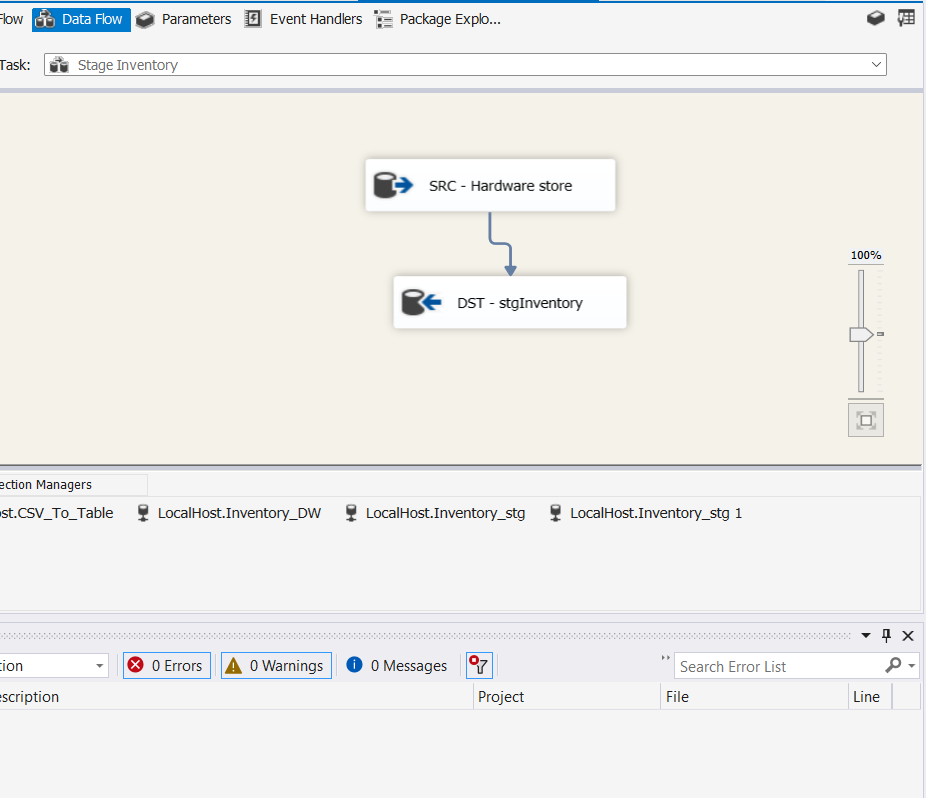 low Data Flow Parameters Event Handlers Package Explo...
Task: Stage Inventory
SRC - Hardware store
100%
DST - stgInventory
ection Managers
ost.CSV_To_Table LocalHost.Inventory_DW LocalHost.Inventory_stg LocalHost.Inventory_stg 1
tion 0 Errors 0 Warnings 0 Messages Search Error List
escription Project File Line